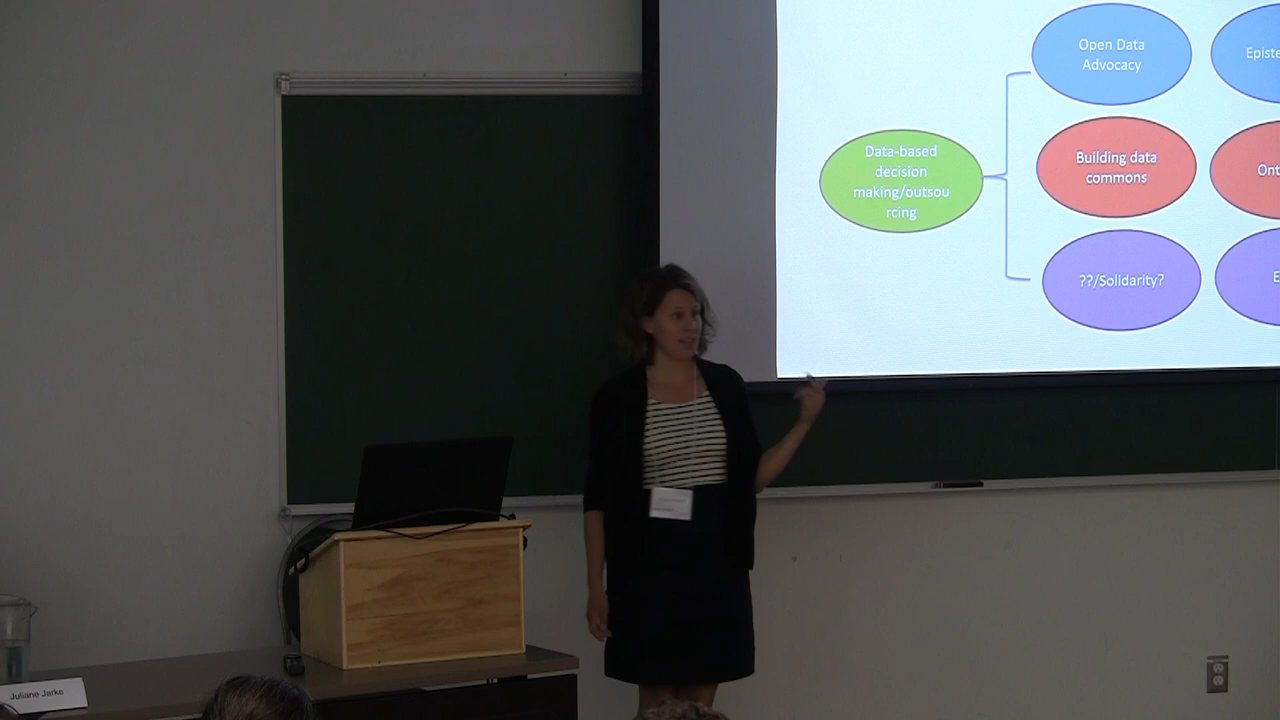 Open Data
Advocacy
Data-based
decision
making/outsou
rcing
Building data
commons
??/Solidarity?
Juliane Jarke